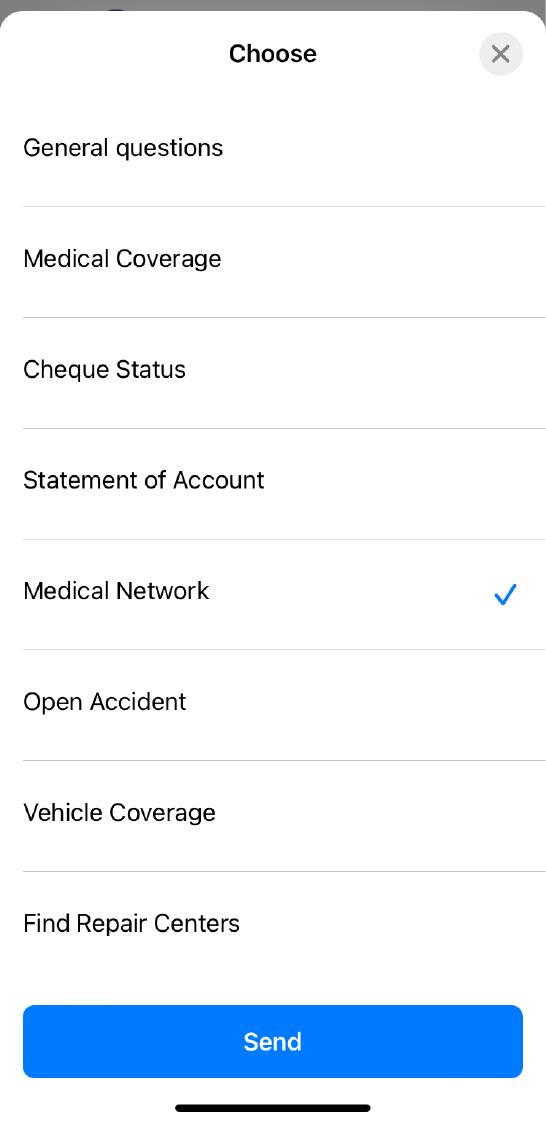 Choose
General questions
Medical Coverage
Cheque Status
Statement of Account
Medical Network
Open Accident
Vehicle Coverage
Find Repair Centers
Send